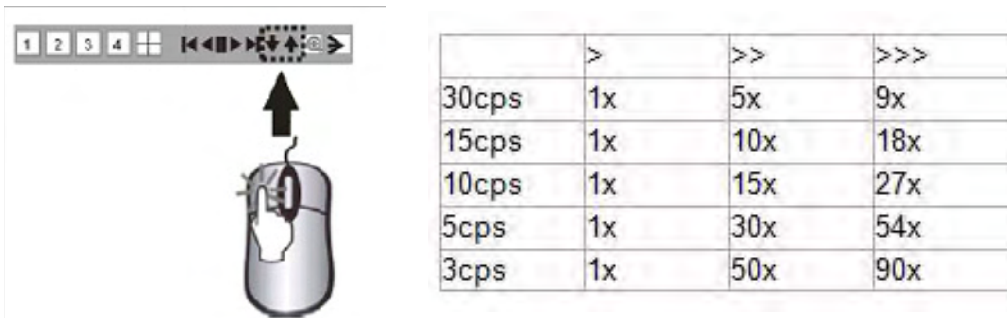 1 2 3 4
> >> >>>
30cps 1x 5x 9x
15cps 1x 10x 18x
10cps 1x 15x 27x
5cps 1x 30x 54x
3cps 1x 50x 90x